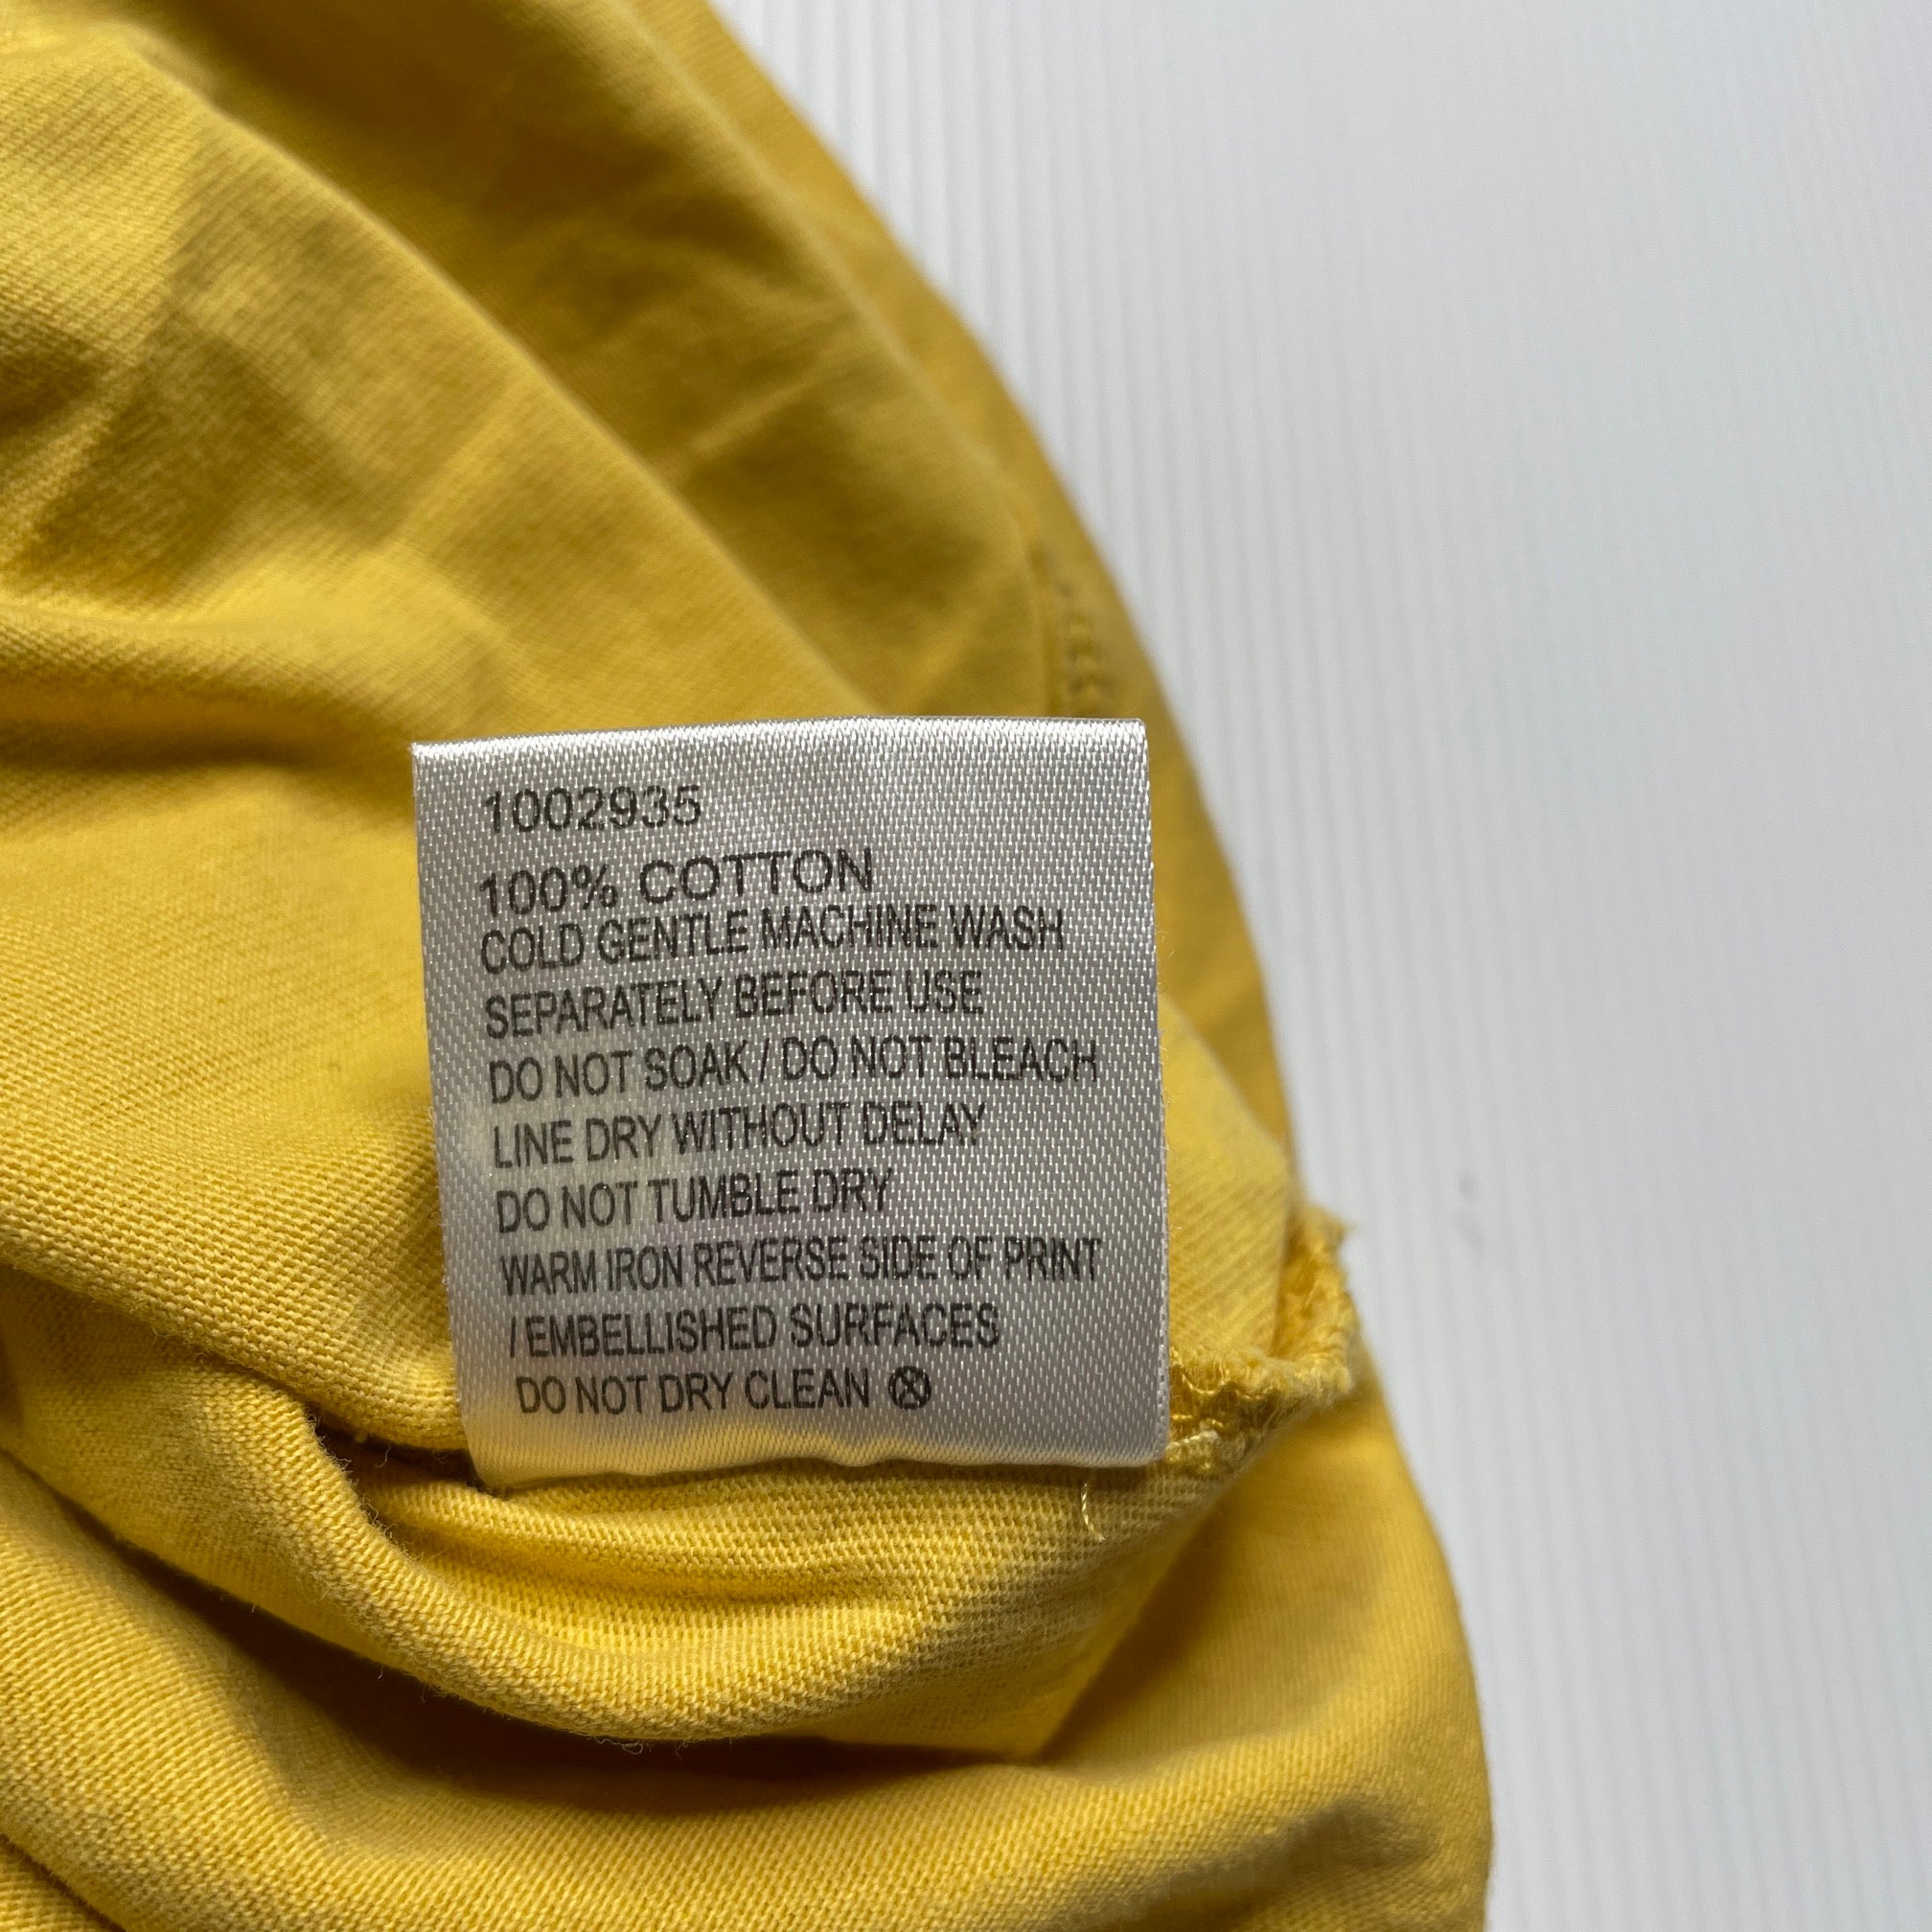 1002935
100% COTTON
COLD GENTLE MACHINE WASH
SEPARATELY BEFORE USE
DO NOT SOAK / DO NOT BLEACH
LINE DRY WITHOUT DELAY
DO NOT TUMBLE DRY
WARM IRON REVERSE SIDE OF PRINT
/ EMBELLISHED SURFACES
DO NOT DRY CLEAN